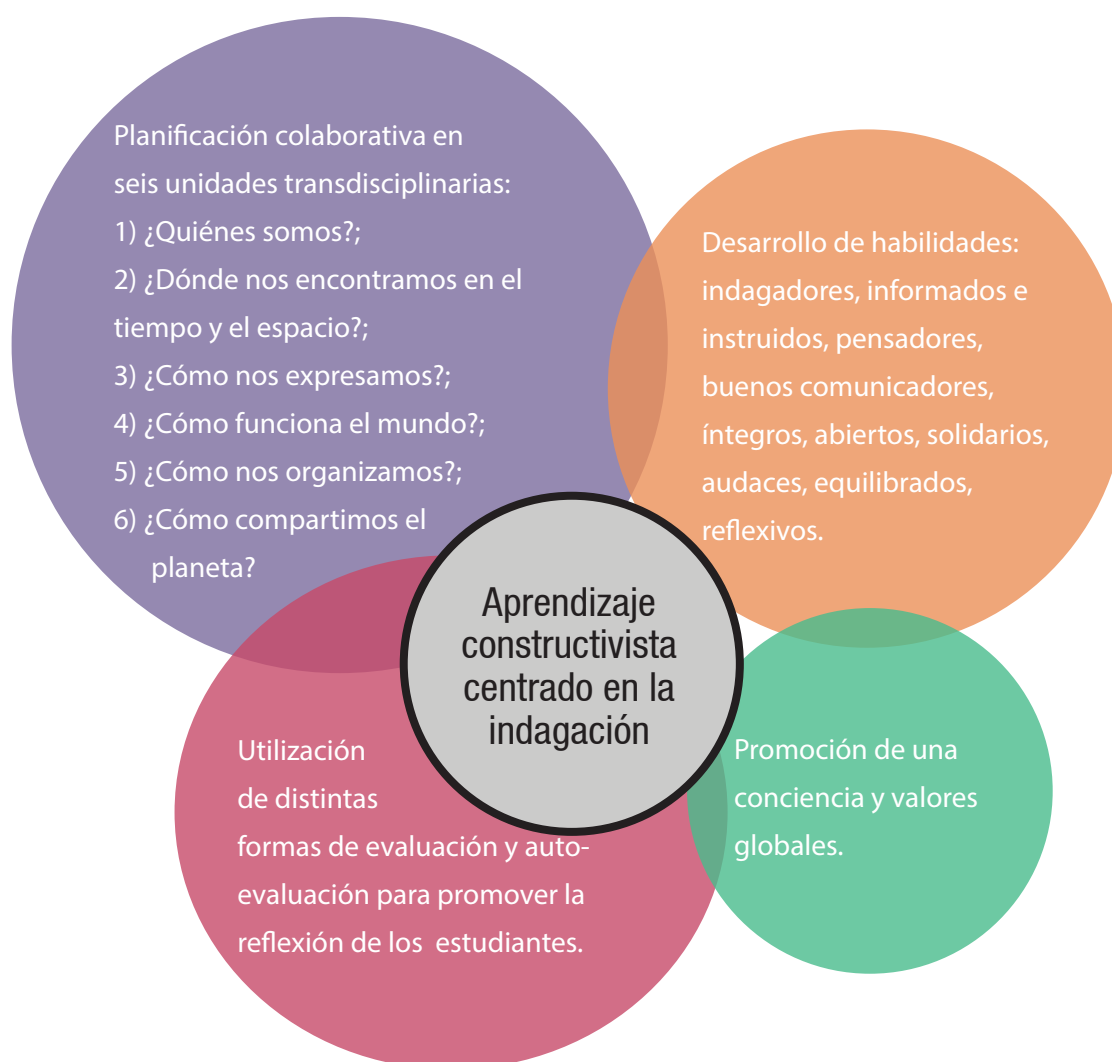 Planificación colaborativa en
seis unidades transdisciplinarias:
1) ¿Quiénes somos?;
2) ¿Dónde nos encontramos en el
tiempo y el espacio?;
3) ¿Cómo nos expresamos?;
4) ¿Cómo funciona el mundo?;
5) ¿Cómo nos organizamos?;
6) ¿Cómo compartimos el
planeta?
Desarrollo de habilidades:
indagadores, informados e
instruidos, pensadores,
buenos comunicadores,
íntegros, abiertos, solidarios,
audaces, equilibrados,
reflexivos.
Aprendizaje
constructivista
centrado en la
indagación
Utilización
de distintas
formas de evaluación y auto-
evaluación para promover la
reflexión de los estudiantes.
Promoción de una
conciencia y valores
globales.